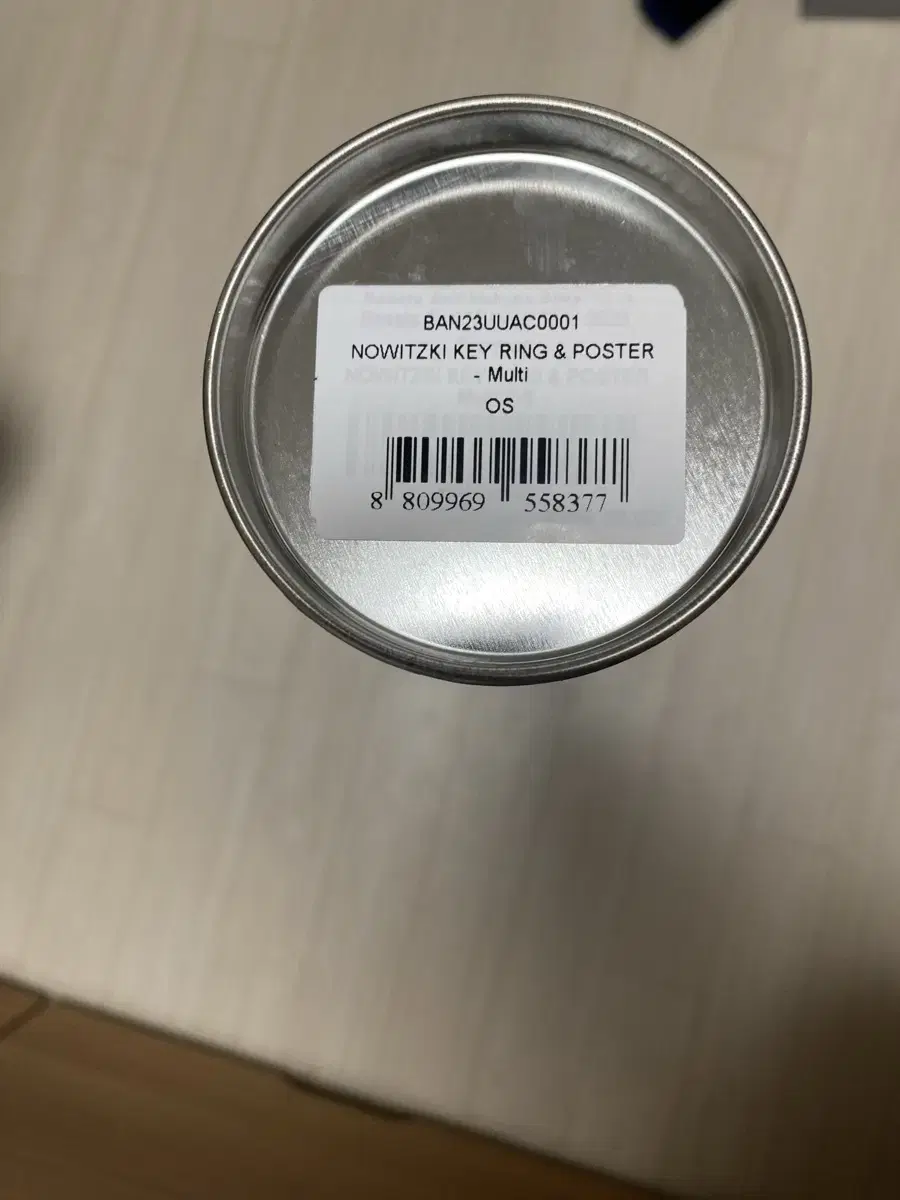 BAN23UUAC0001
NOWITZKI KEY RING & POSTER
- Multi
OS
8 809969 558377